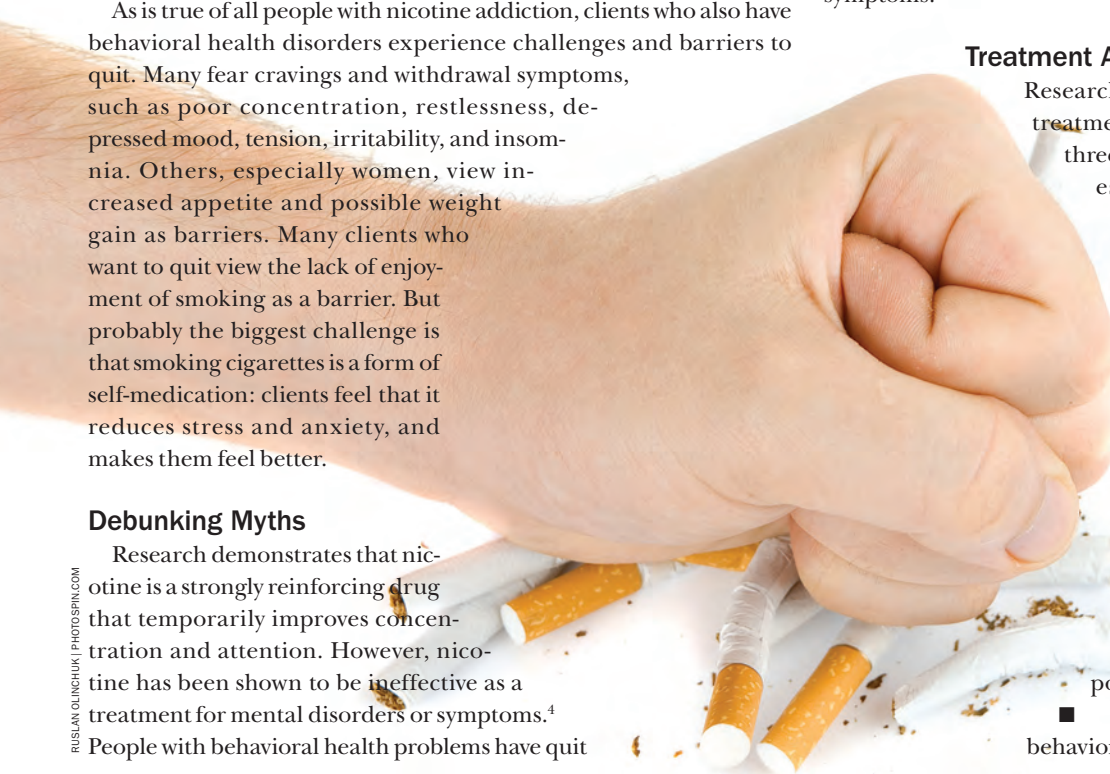 As is true of all people with nicotine addiction, clients who also have
behavioral health disorders experience challenges and barriers to
quit. Many fear cravings and withdrawal symptoms,
such as poor concentration, restlessness, de-
pressed mood, tension, irritability, and insom-
nia. Others, especially women, view in-
creased appetite and possible weight
gain as barriers. Many clients who
want to quit view the lack of enjoy-
ment of smoking as a barrier. But
probably the biggest challenge is
that smoking cigarettes is a form of
self-medication: clients feel that it
reduces stress and anxiety, and
makes them feel better.
Debunking Myths
Research demonstrates that nic-
otine is a strongly reinforcing drug
that temporarily improves concen-
tration and attention. However, nico-
tine has been shown to be ineffective as a
treatment for mental disorders or symptoms.4
People with behavioral health problems have quit
RUSLAN OLINCHUK | PHOTOSPIN.COM
symptoms.
Treatment
■